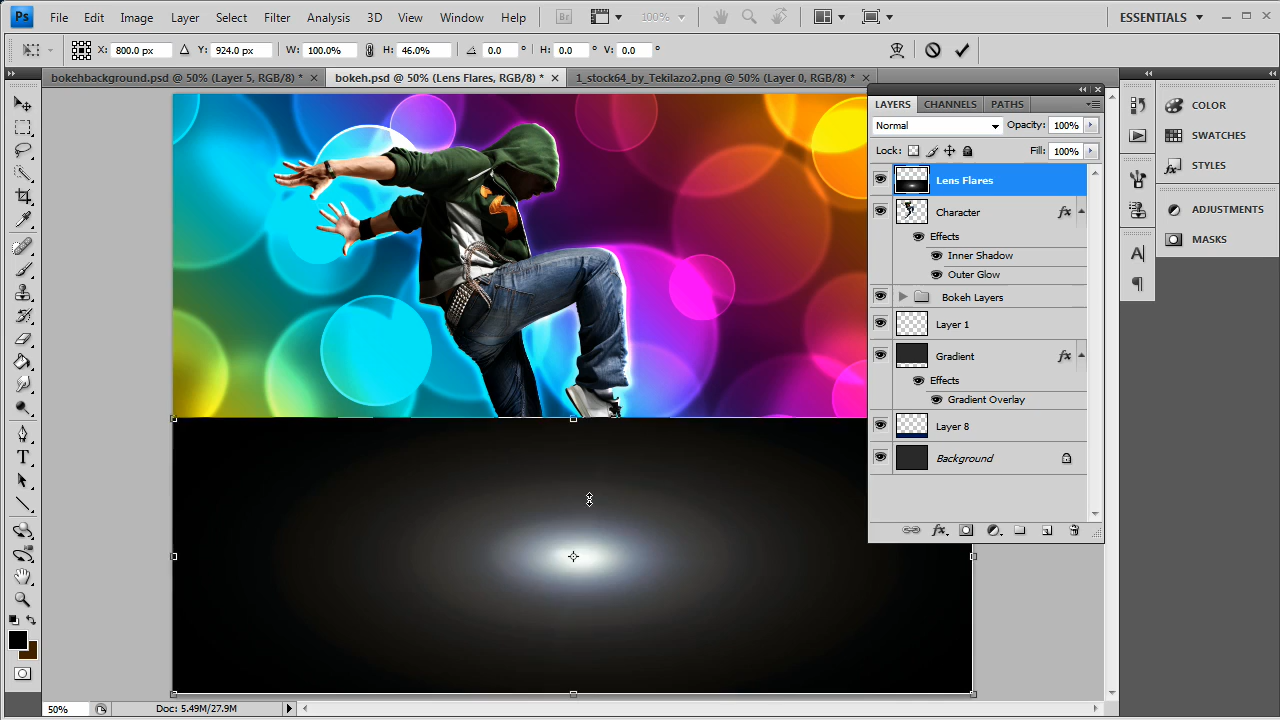 Ps File Edit Image Layer Select Filter Analysis 3D View Window Help Br 100% ESSENTIALS
X: 800.0 px Y: 924.0 px W: 100.0% H: 46.0% 0.0 ° H: 0.0 ° V: 0.0 °
bokehbackground.psd @ 50% (Layer 5, RGB/8) * × bokeh.psd @ 50% (Lens Flares, RGB/8) * × 1_stock64_by_Tekilazo2.png @ 50% (Layer 0, RGB/8) * ×
LAYERS CHANNELS PATHS
Normal Opacity: 100%
Lock: Fill: 100%
Lens Flares
Character fx
Effects
Inner Shadow
Outer Glow
Bokeh Layers
Layer 1
Gradient fx
Effects
Gradient Overlay
Layer 8
Background
fx
COLOR
SWATCHES
STYLES
ADJUSTMENTS
MASKS
A
T
50% Doc: 5.49M/27.9M